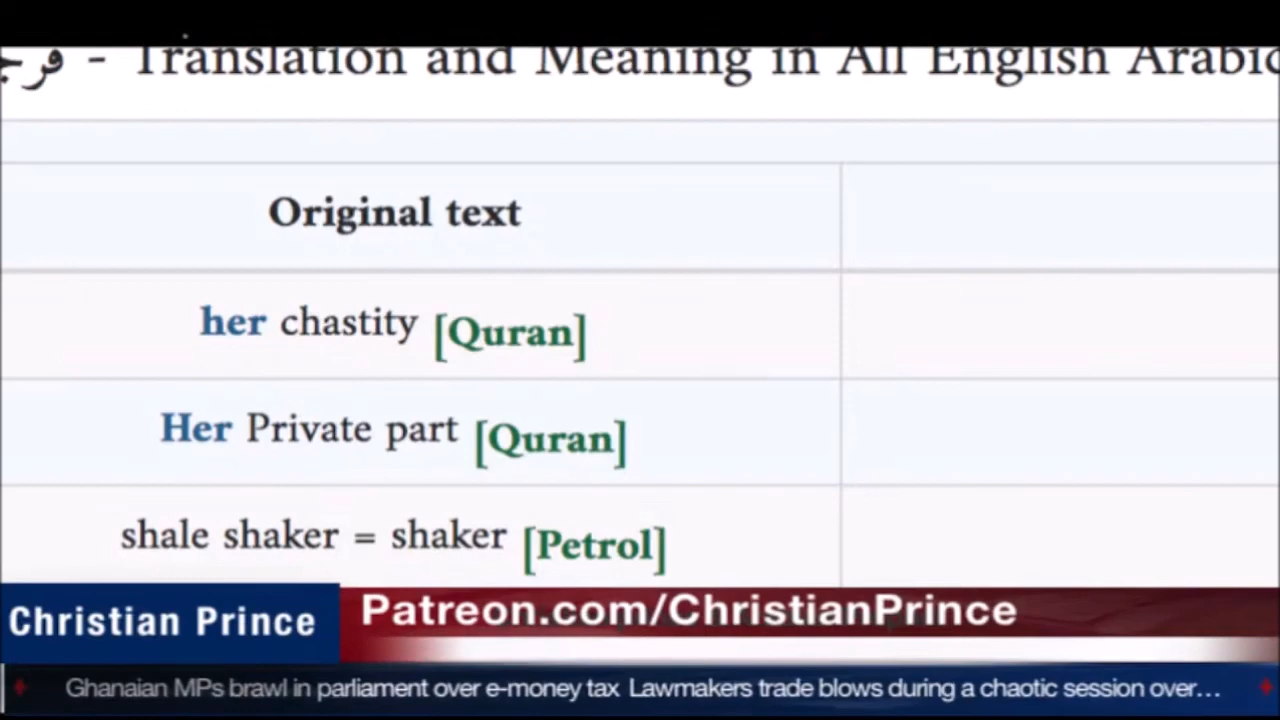 - Translation and Meaning in All English Arabic
Original text
her chastity [Quran]
Her Private part [Quran]
shale shaker = shaker [Petrol]
Christian Prince
Patreon.com/ChristianPrince
Ghanaian MPs brawl in parliament over e-money tax Lawmakers trade blows during a chaotic session over…